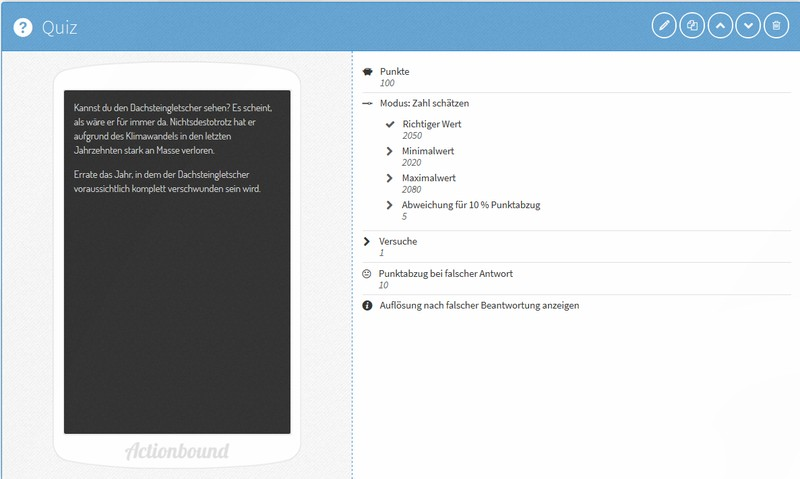 Quiz
Kannst du den Dachsteingletscher sehen? Es scheint,
als wäre er für immer da. Nichtsdestotrotz hat er
aufgrund des Klimawandels in den letzten
Jahrzehnten stark an Masse verloren.
Errate das Jahr, in dem der Dachsteingletscher
voraussichtlich komplett verschwunden sein wird.
Actionbound
Punkte
100
Modus: Zahl schätzen
Richtiger Wert
2050
Minimalwert
2020
Maximalwert
2080
Abweichung für 10 % Punktabzug
5
Versuche
1
Punktabzug bei falscher Antwort
10
Auflösung nach falscher Beantwortung anzeigen